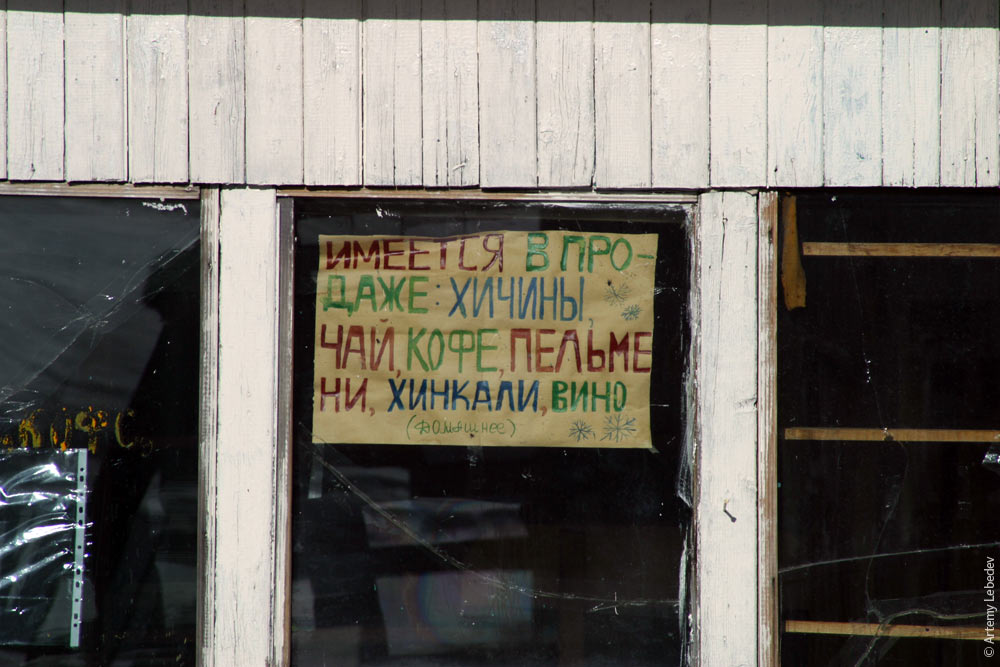 ИМЕЕТСЯ В ПРО-
ДАЖЕ: ХИЧИНЫ,
ЧАЙ, КОФЕ, ПЕЛЬМЕ
НИ, ХИНКАЛИ, ВИНО
(ДОМАШНЕЕ)
© Artemy Lebedev